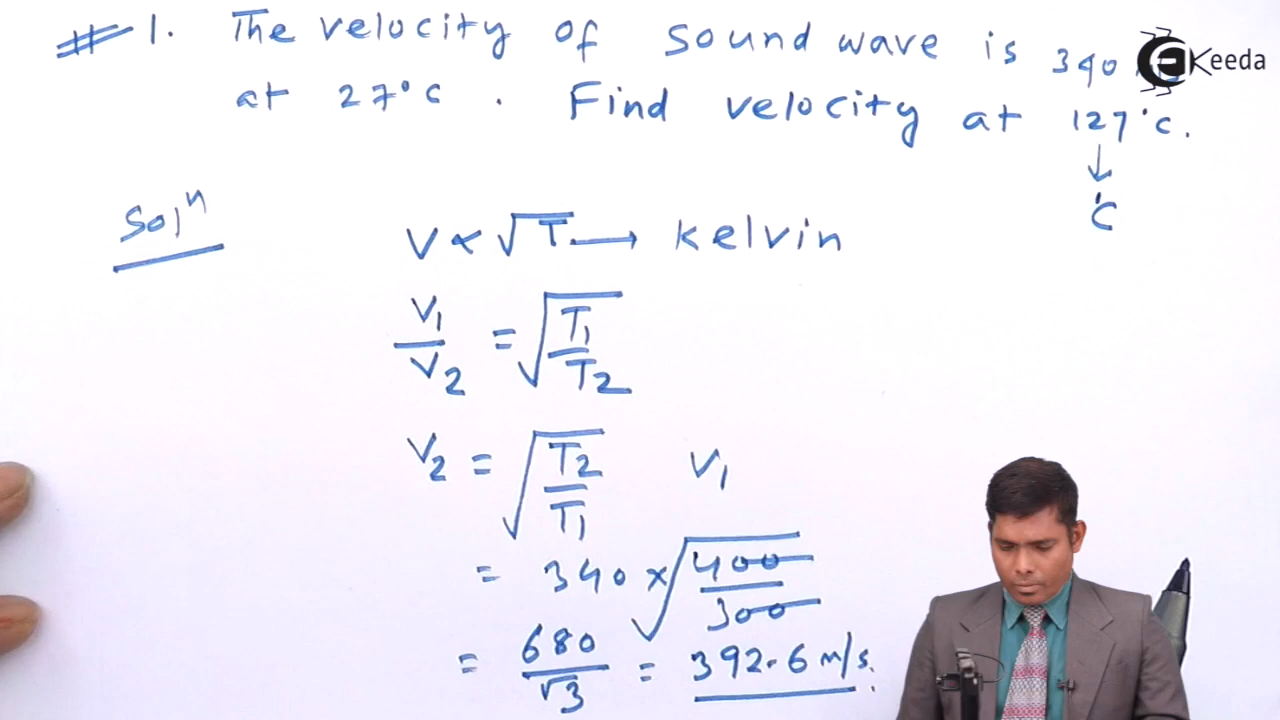 # 1. The velocity of sound wave is 340
Keeda
at 27°C. Find velocity at 127°C.
↓
°C
Solⁿ
V ∝ √T → Kelvin
V₁/V₂ = √(T₁/T₂)
V₂ = √(T₂/T₁) V₁
= 340 × √(400/300)
= 680/√3 = 392.6 m/s.